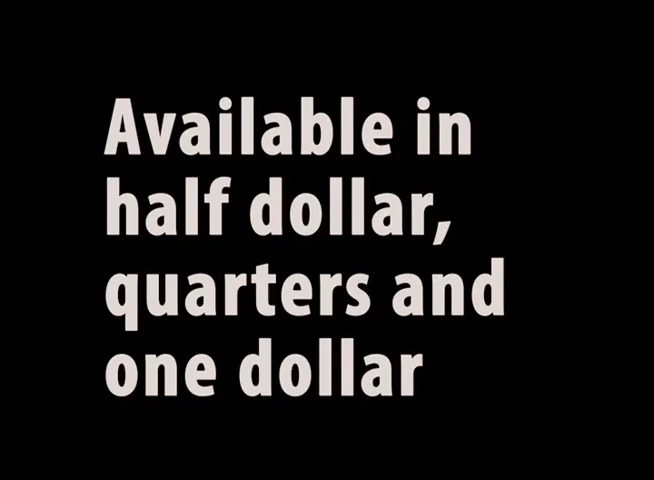 Available in
half dollar,
quarters and
one dollar